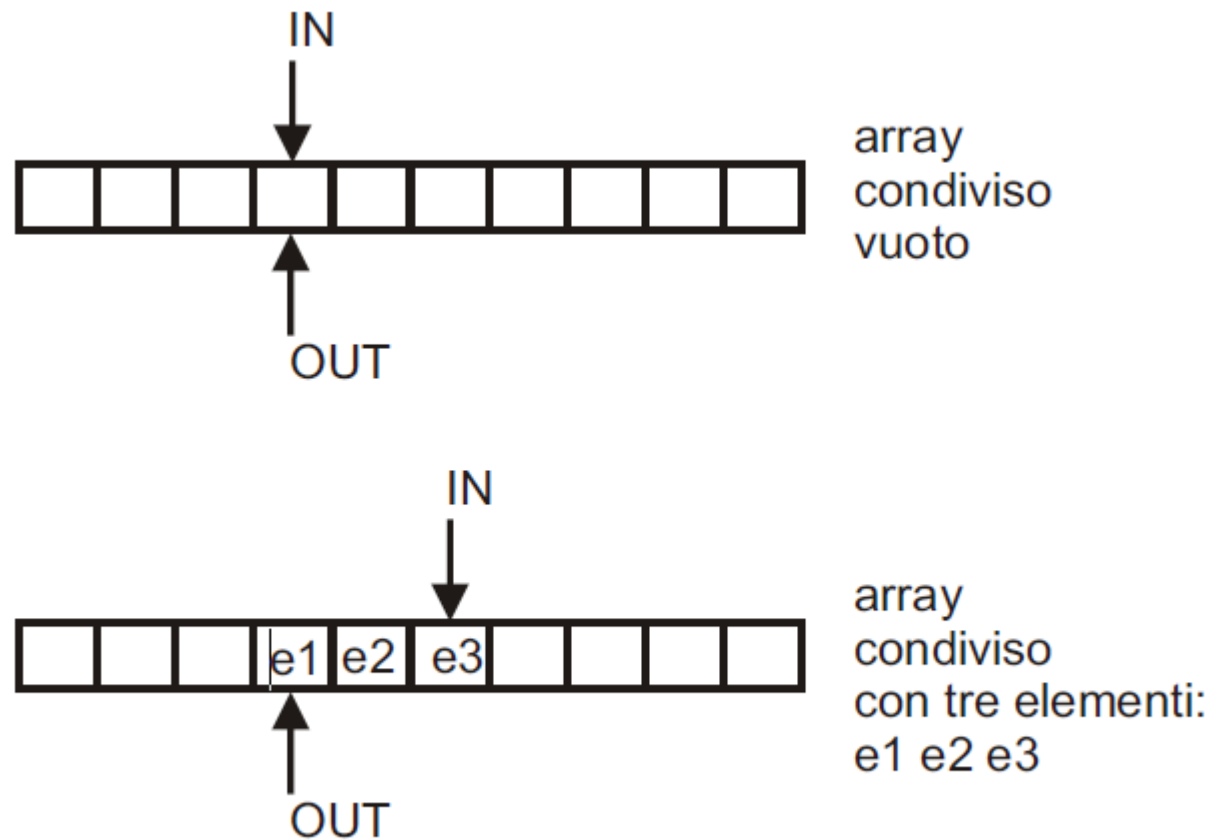 IN
array
condiviso
vuoto
OUT
IN
array
condiviso
con tre elementi:
e1 e2 e3
e1 e2 e3
OUT